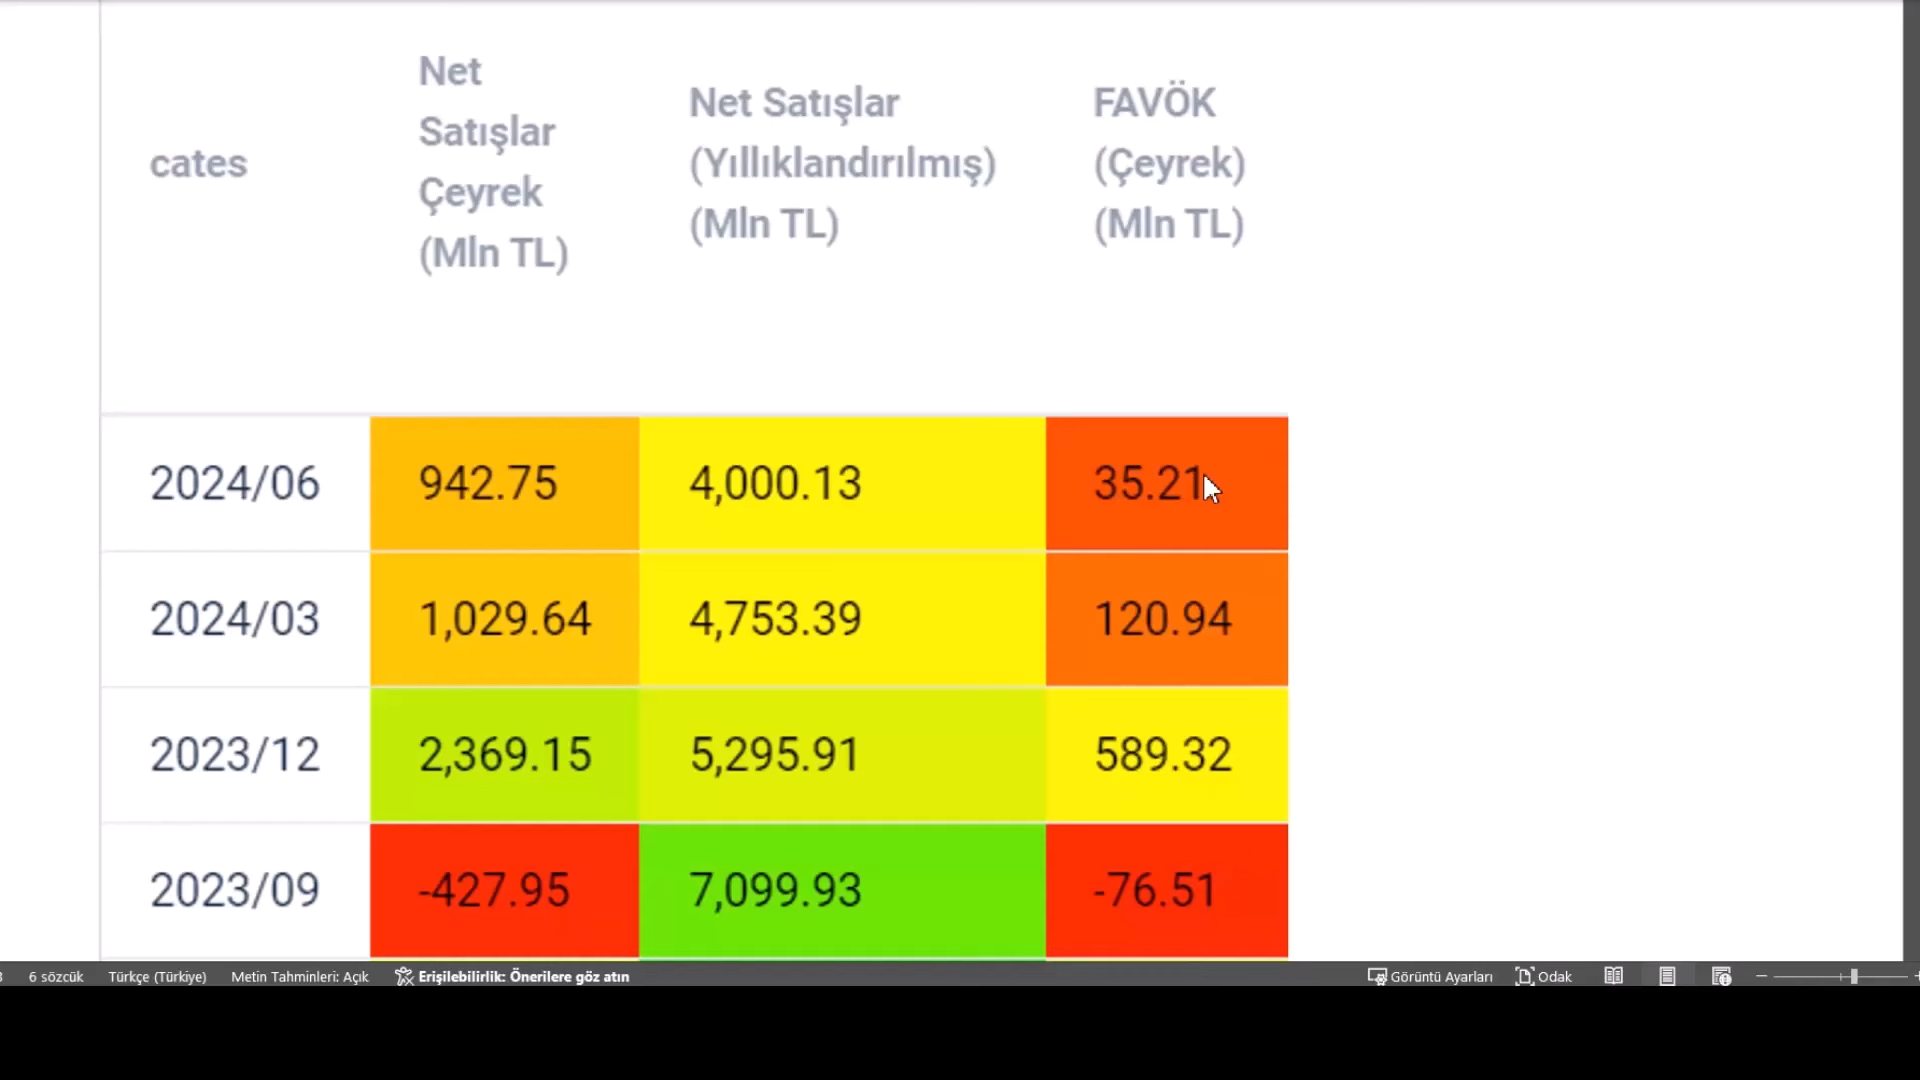 cates
Net
Satışlar
Çeyrek
(Mln TL)
Net Satışlar
(Yıllıklandırılmış)
(Mln TL)
FAVÖK
(Çeyrek)
(Mln TL)
2024/06 942.75 4,000.13 35.21
2024/03 1,029.64 4,753.39 120.94
2023/12 2,369.15 5,295.91 589.32
2023/09 -427.95 7,099.93 -76.51
6 sözcük Türkçe (Türkiye) Metin Tahminleri: Açık Erişilebilirlik: Önerilere göz atın Görüntü Ayarları Odak